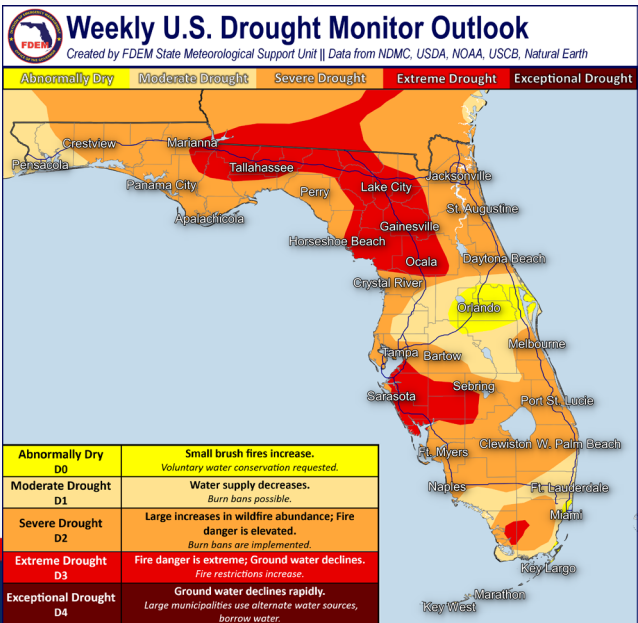 FDEM
Weekly U.S. Drought Monitor Outlook
Created by FDEM State Meteorological Support Unit || Data from NDMC, USDA, NOAA, USCB, Natural Earth
Abnormally Dry Moderate Drought Severe Drought Extreme Drought Exceptional Drought
Crestview
Marianna
Pensacola
Tallahassee
Panama City
Perry
Lake City
Jacksonville
Apalachicola
St. Augustine
Gainesville
Horseshoe Beach
Ocala
Daytona Beach
Crystal River
Orlando
Melbourne
Tampa
Bartow
Sebring
Sarasota
Port St. Lucie
Clewiston
W. Palm Beach
Ft. Myers
Naples
Ft. Lauderdale
Miami
Key Largo
Marathon
Key West
Abnormally Dry
D0
Small brush fires increase.
Voluntary water conservation requested.
Moderate Drought
D1
Water supply decreases.
Burn bans possible.
Severe Drought
D2
Large increases in wildfire abundance; Fire
danger is elevated.
Burn bans are implemented.
Extreme Drought
D3
Fire danger is extreme; Ground water declines.
Fire restrictions increase.
Exceptional Drought
D4
Ground water declines rapidly.
Large municipalities use alternate water sources,
borrow water.